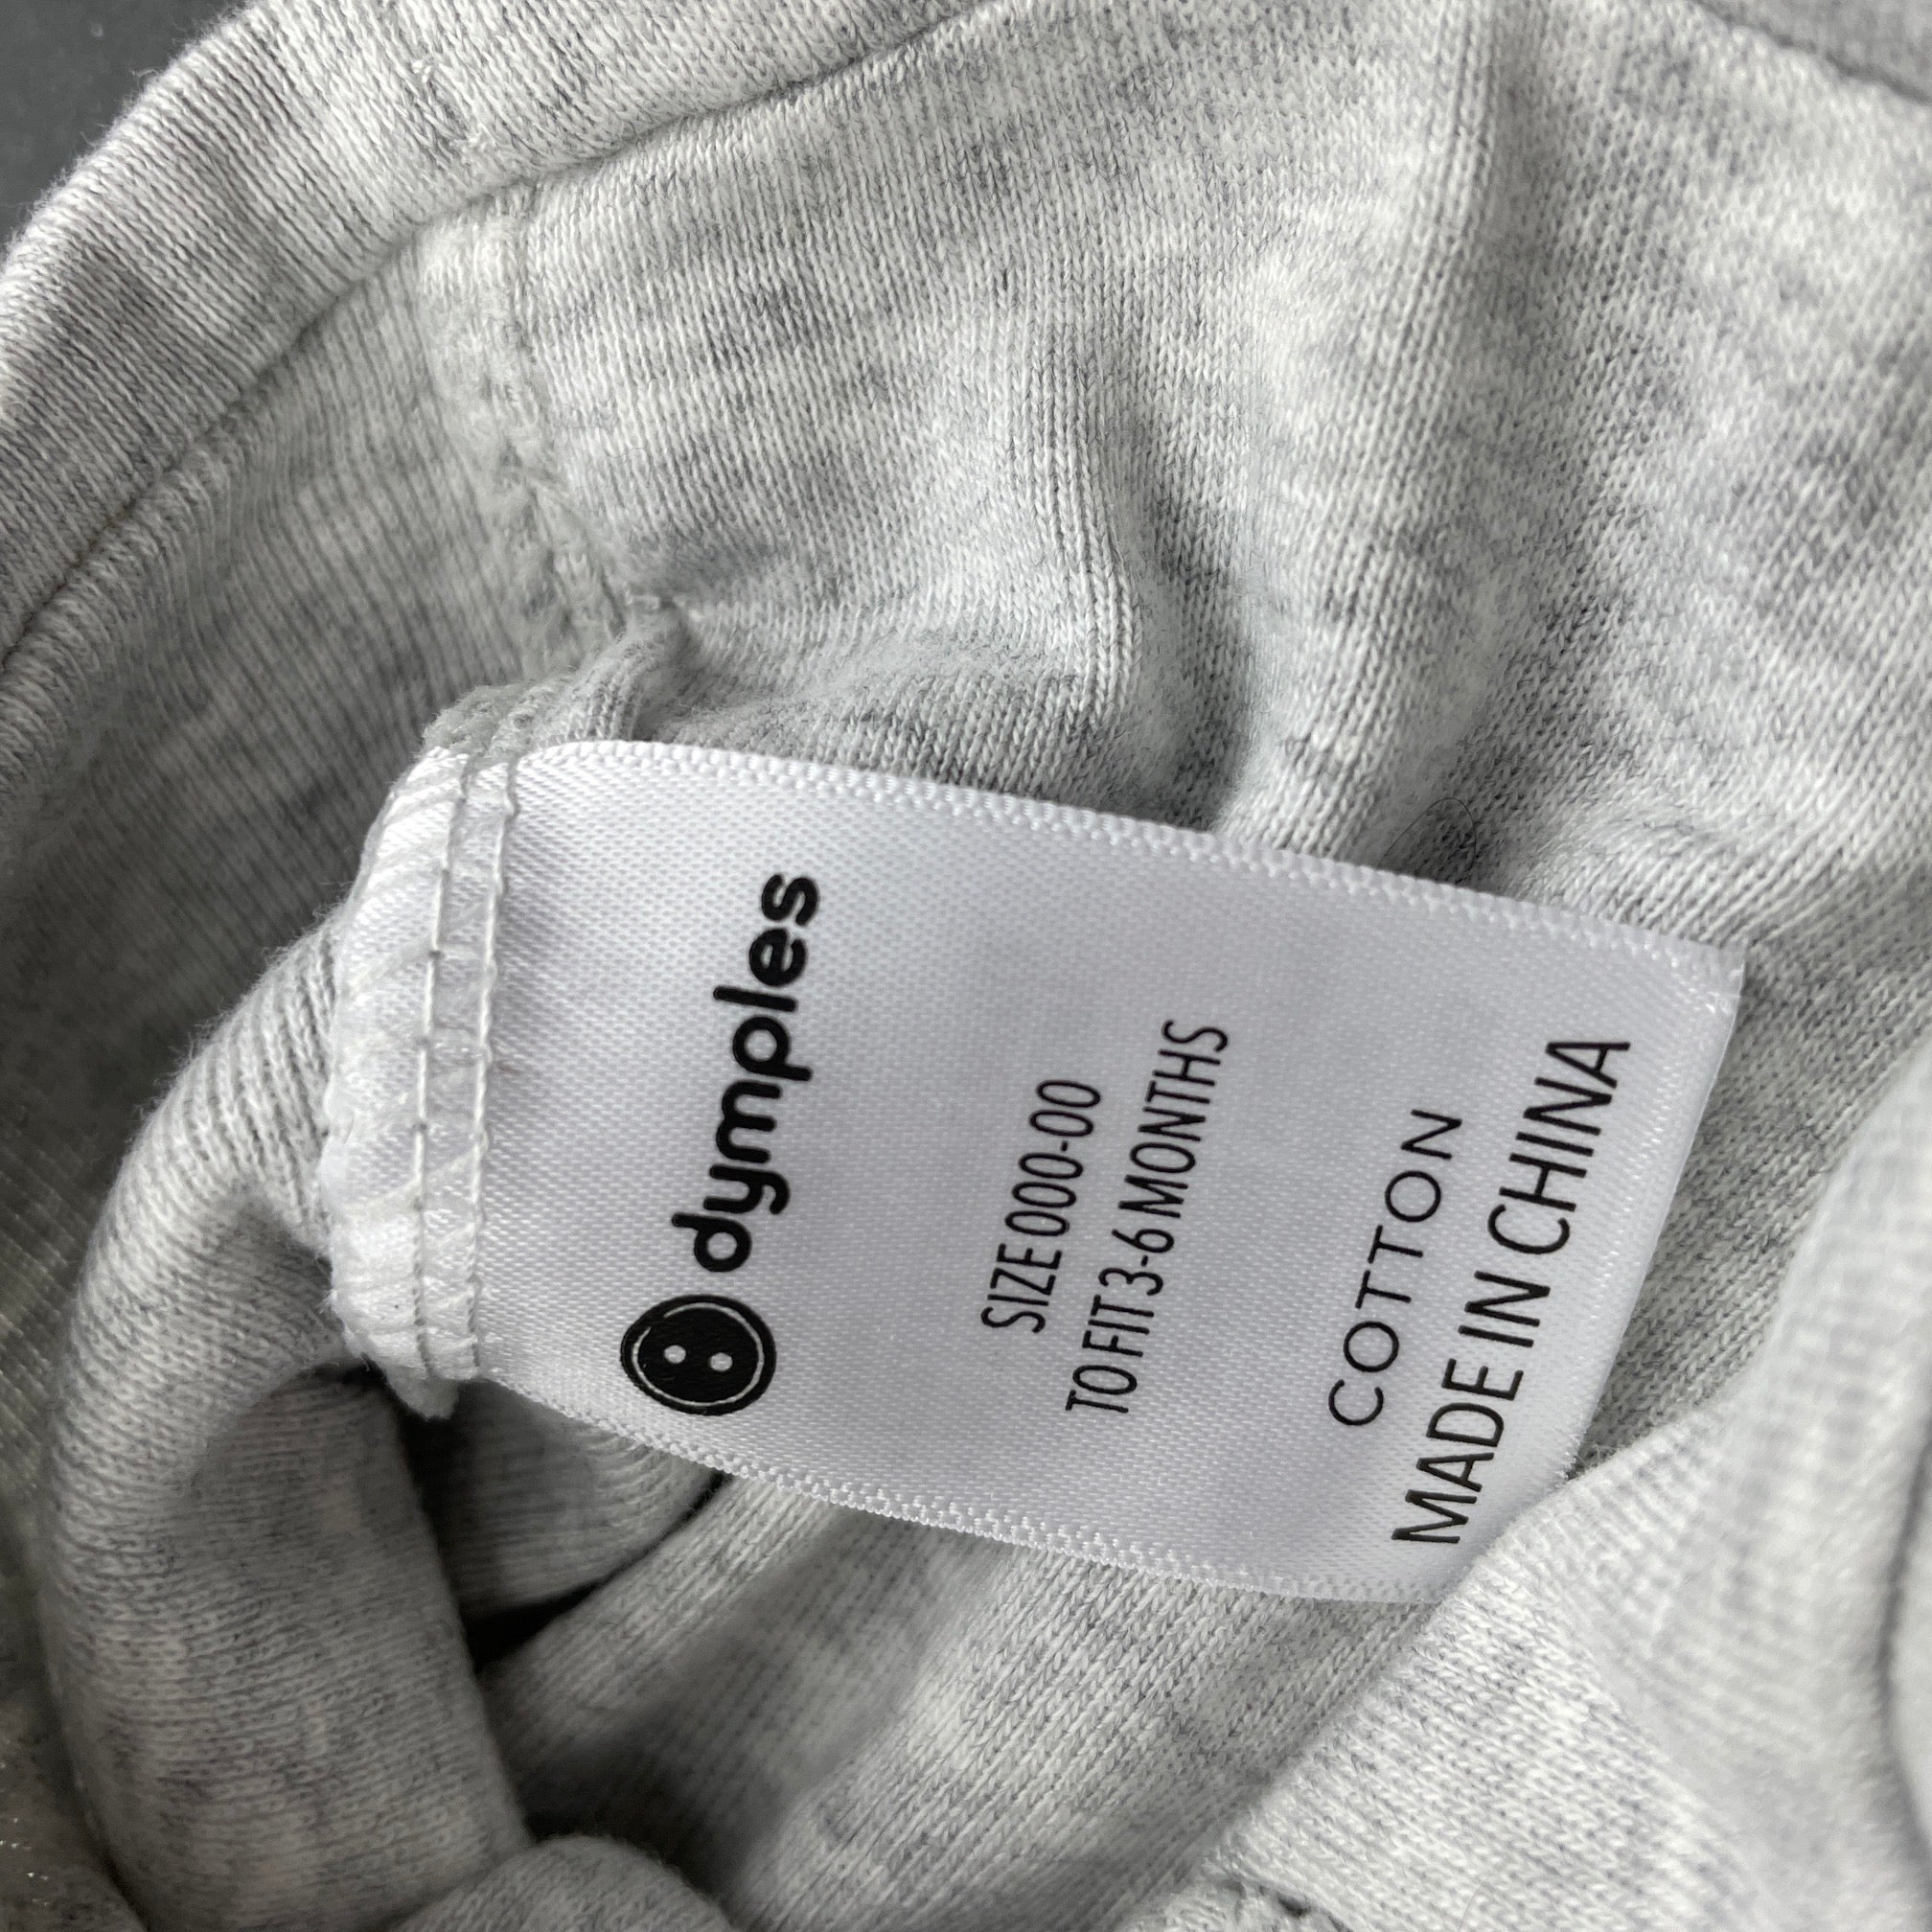 dymples
SIZE 000-00
TO FIT 3-6 MONTHS
COTTON
MADE IN CHINA